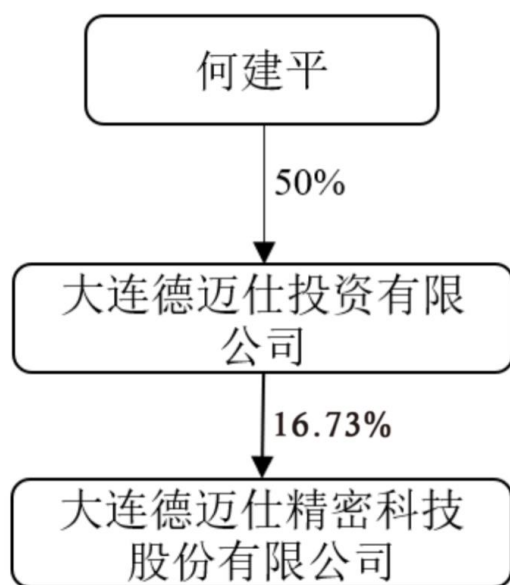 何建平
50%
大连德迈仕投资有限
公司
16.73%
大连德迈仕精密科技
股份有限公司